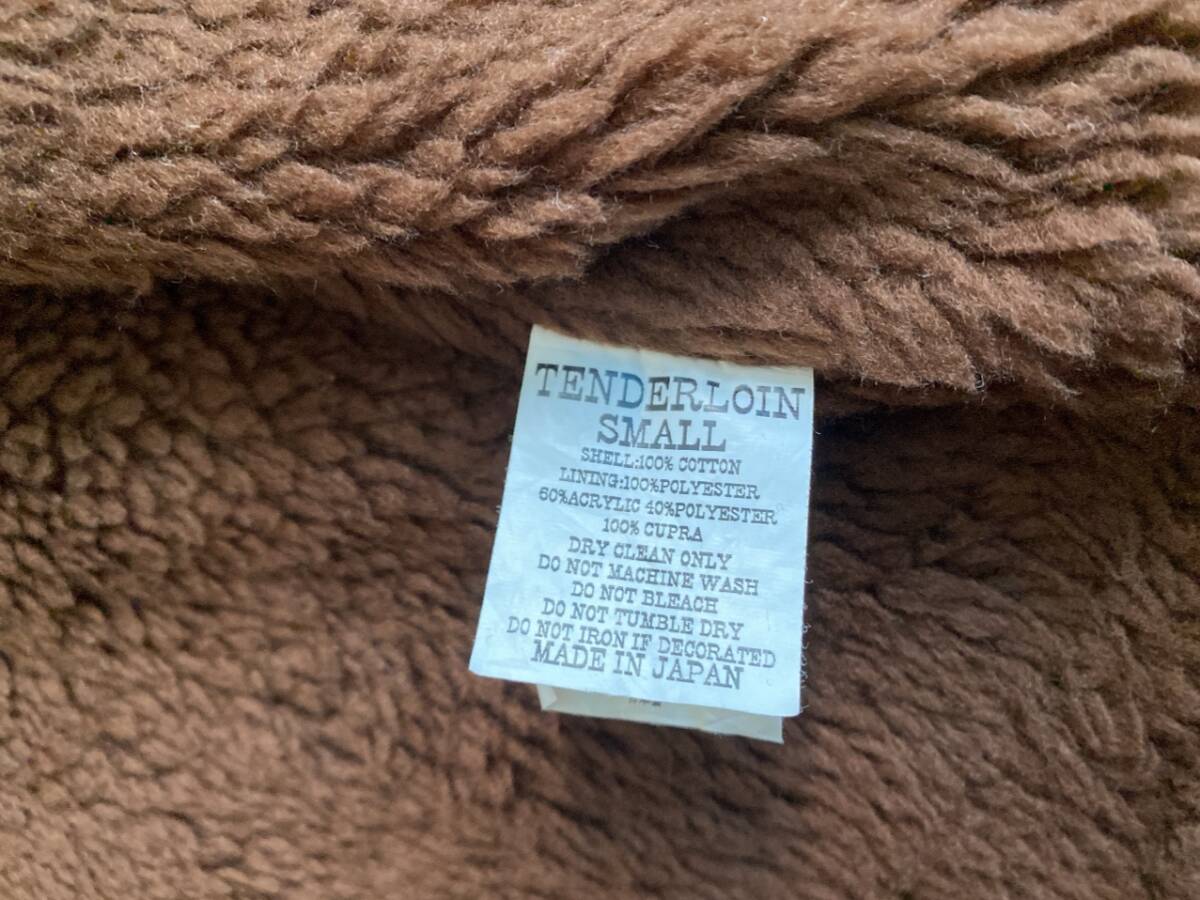 TENDERLOIN
SMALL
SHELL:100% COTTON
LINING:100%POLYESTER
60%ACRYLIC 40%POLYESTER
100% CUPRA
DRY CLEAN ONLY
DO NOT MACHINE WASH
DO NOT BLEACH
DO NOT TUMBLE DRY
DO NOT IRON IF DECORATED
MADE IN JAPAN